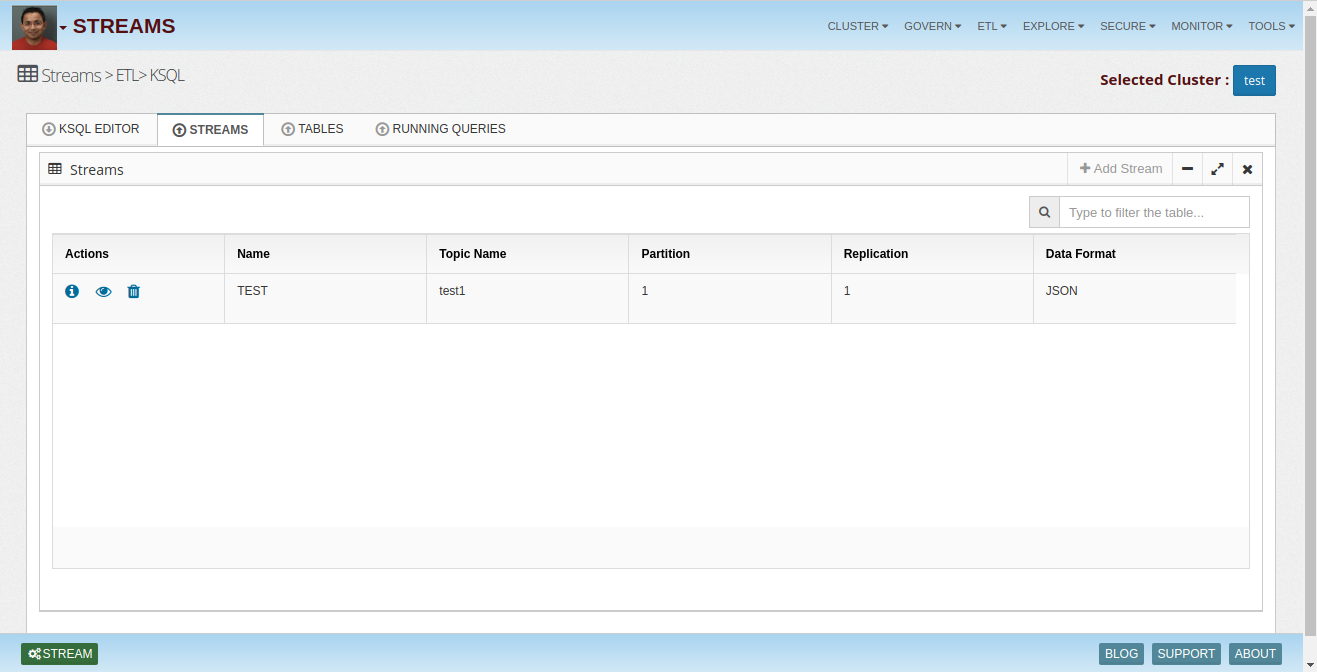 STREAMS CLUSTER GOVERN ETL EXPLORE SECURE MONITOR TOOLS
Streams > ETL> KSQL
Selected Cluster : test
KSQL EDITOR STREAMS TABLES RUNNING QUERIES
Streams Add Stream
Type to filter the table...
Actions Name Topic Name Partition Replication Data Format
TEST test1 1 1 JSON
STREAM BLOG SUPPORT ABOUT